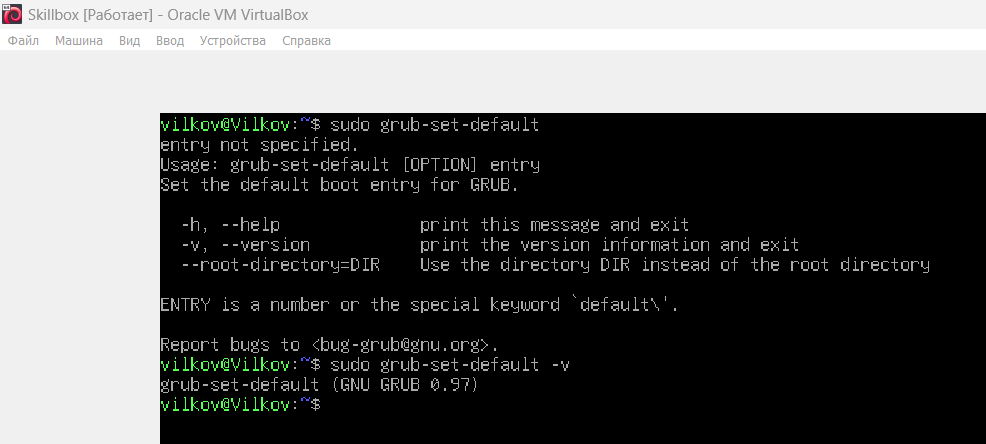 Skillbox [Работает] - Oracle VM VirtualBox
Файл Машина Вид Ввод Устройства Справка
vilkov@Vilkov:~$ sudo grub-set-default
entry not specified.
Usage: grub-set-default [OPTION] entry
Set the default boot entry for GRUB.
-h, --help print this message and exit
-v, --version print the version information and exit
--root-directory=DIR Use the directory DIR instead of the root directory
ENTRY is a number or the special keyword `default\'.
Report bugs to <bug-grub@gnu.org>.
vilkov@Vilkov:~$ sudo grub-set-default -v
grub-set-default (GNU GRUB 0.97)
vilkov@Vilkov:~$